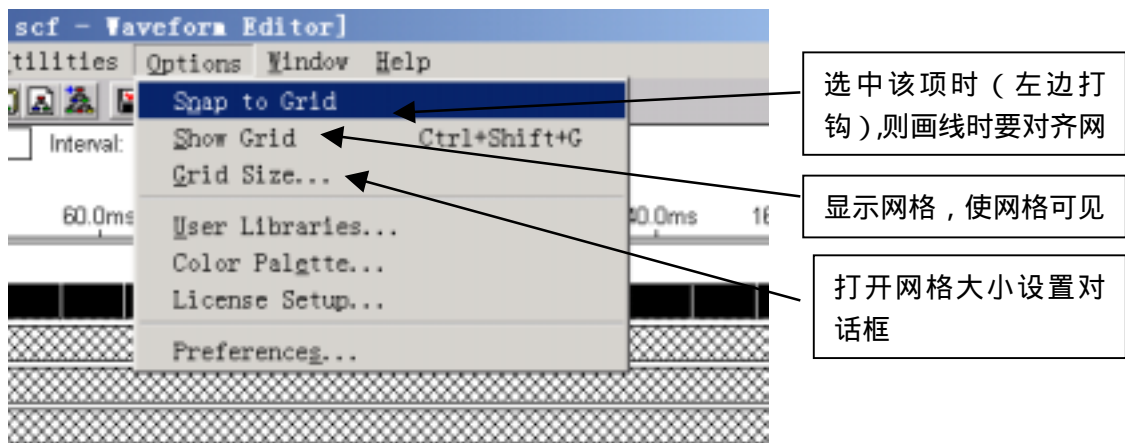 scf - Waveform Editor]
tilities Options Window Help
Snap to Grid
Interval: Show Grid Ctrl+Shift+G
Grid Size...
60.0ms 40.0ms 16
User Libraries...
Color Palette...
License Setup...
Preferences...
选中该项时（左边打
钩）,则画线时要对齐网
显示网格，使网格可见
打开网格大小设置对
话框